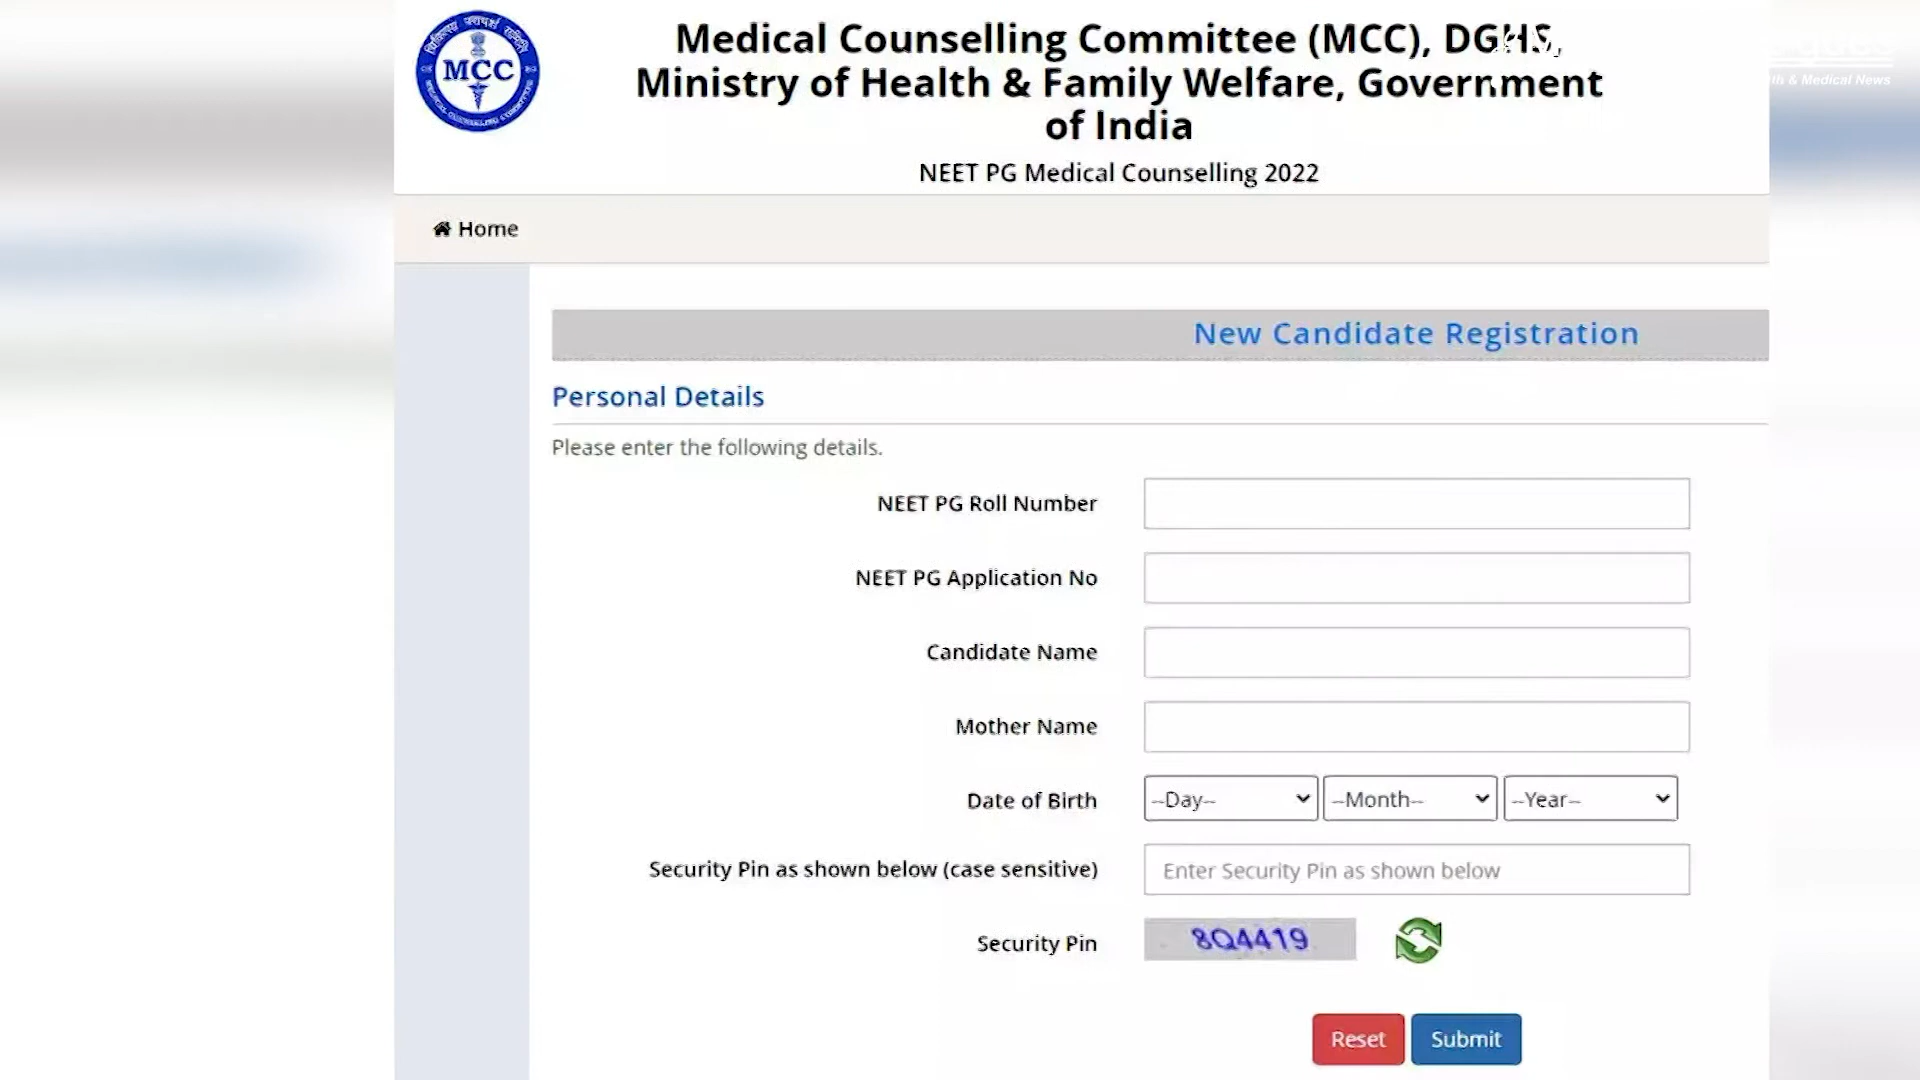 MCC
Medical Counselling Committee (MCC), DGHS,
Ministry of Health & Family Welfare, Government
of India
& Medical News
NEET PG Medical Counselling 2022
Home
New Candidate Registration
Personal Details
Please enter the following details.
NEET PG Roll Number
NEET PG Application No
Candidate Name
Mother Name
Date of Birth --Day-- --Month-- --Year--
Security Pin as shown below (case sensitive) Enter Security Pin as shown below
Security Pin 8Q4419
Reset Submit